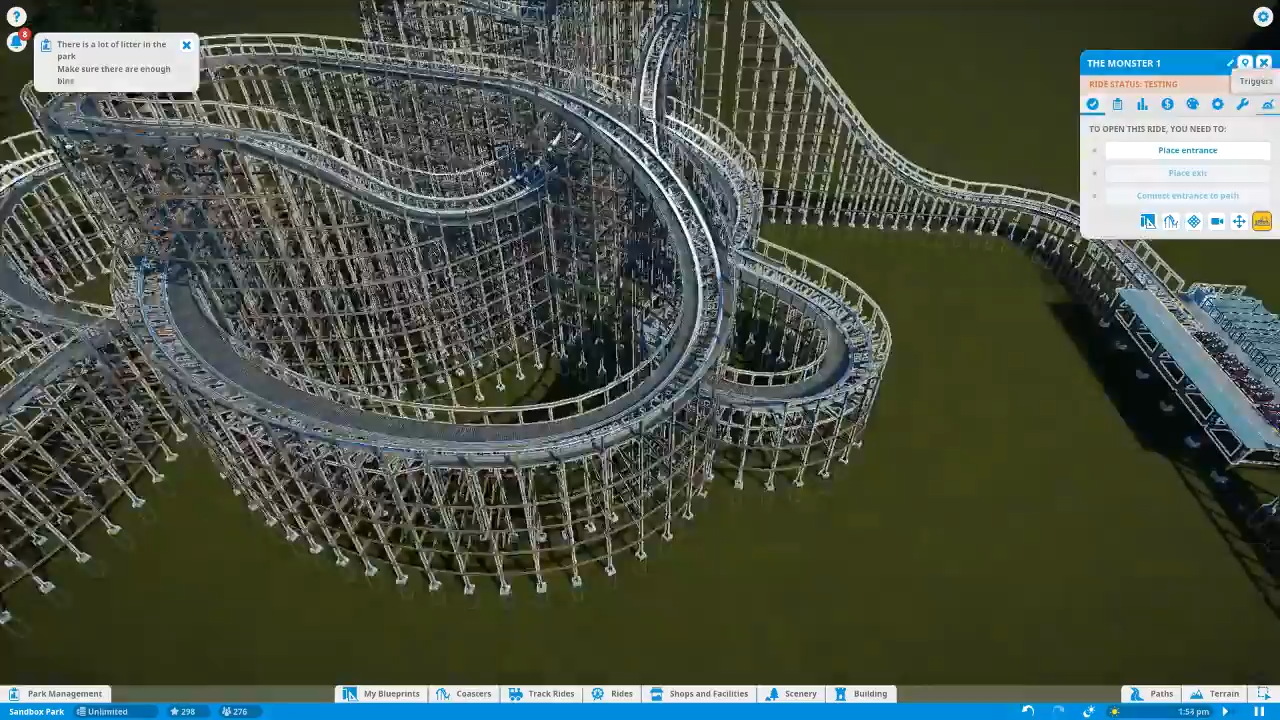 8
There is a lot of litter in the
park
Make sure there are enough
bins
THE MONSTER 1
RIDE STATUS: TESTING
Triggers
TO OPEN THIS RIDE, YOU NEED TO:
Place entrance
Place exit
Connect entrance to path
Park Management
My Blueprints
Coasters
Track Rides
Rides
Shops and Facilities
Scenery
Building
Paths
Terrain
Sandbox Park
Unlimited
298
276
1:53 pm